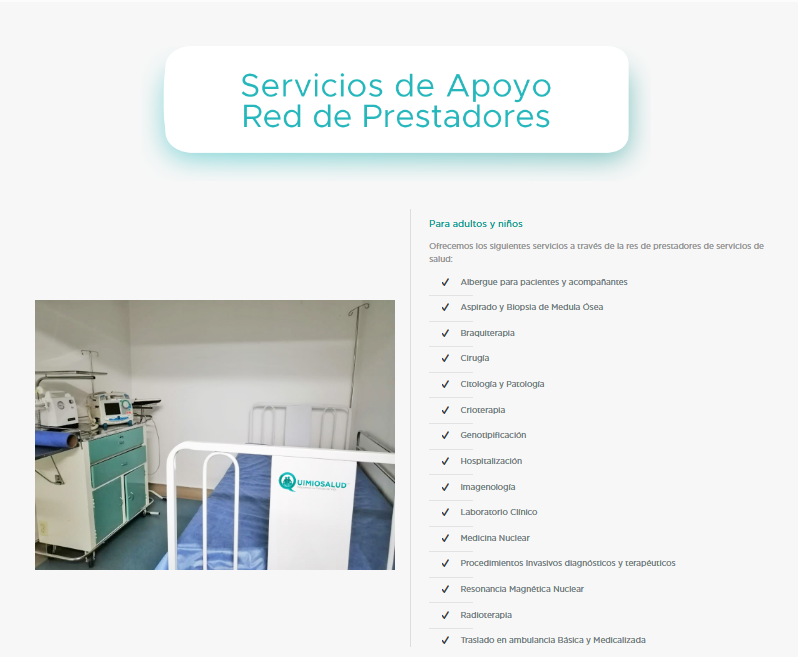 Servicios de Apoyo
Red de Prestadores
Para adultos y niños
Ofrecemos los siguientes servicios a través de la res de prestadores de servicios de
salud:
Albergue para pacientes y acompañantes
Aspirado y Biopsia de Medula Ósea
Braquiterapia
Cirugía
Citología y Patología
Crioterapia
Genotipificación
Hospitalización
Imagenología
Laboratorio Clínico
Medicina Nuclear
Procedimientos Invasivos diagnósticos y terapéuticos
Resonancia Magnética Nuclear
Radioterapia
Traslado en ambulancia Básica y Medicalizada
QUIMIOSALUD